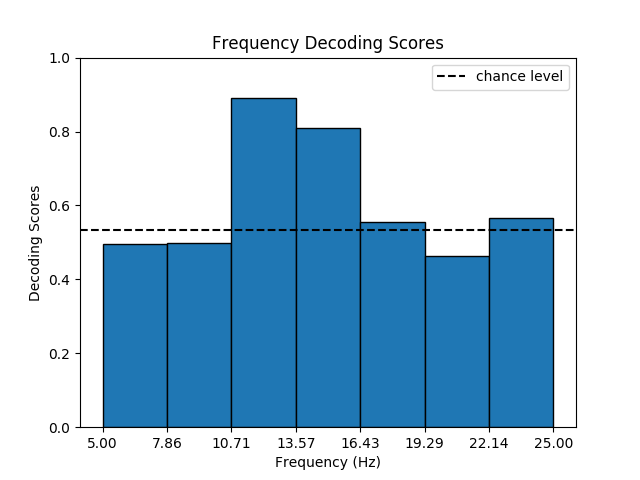 Frequency Decoding Scores
chance level
1.0
0.8
0.6
0.4
0.2
0.0
Decoding Scores
5.00 7.86 10.71 13.57 16.43 19.29 22.14 25.00
Frequency (Hz)